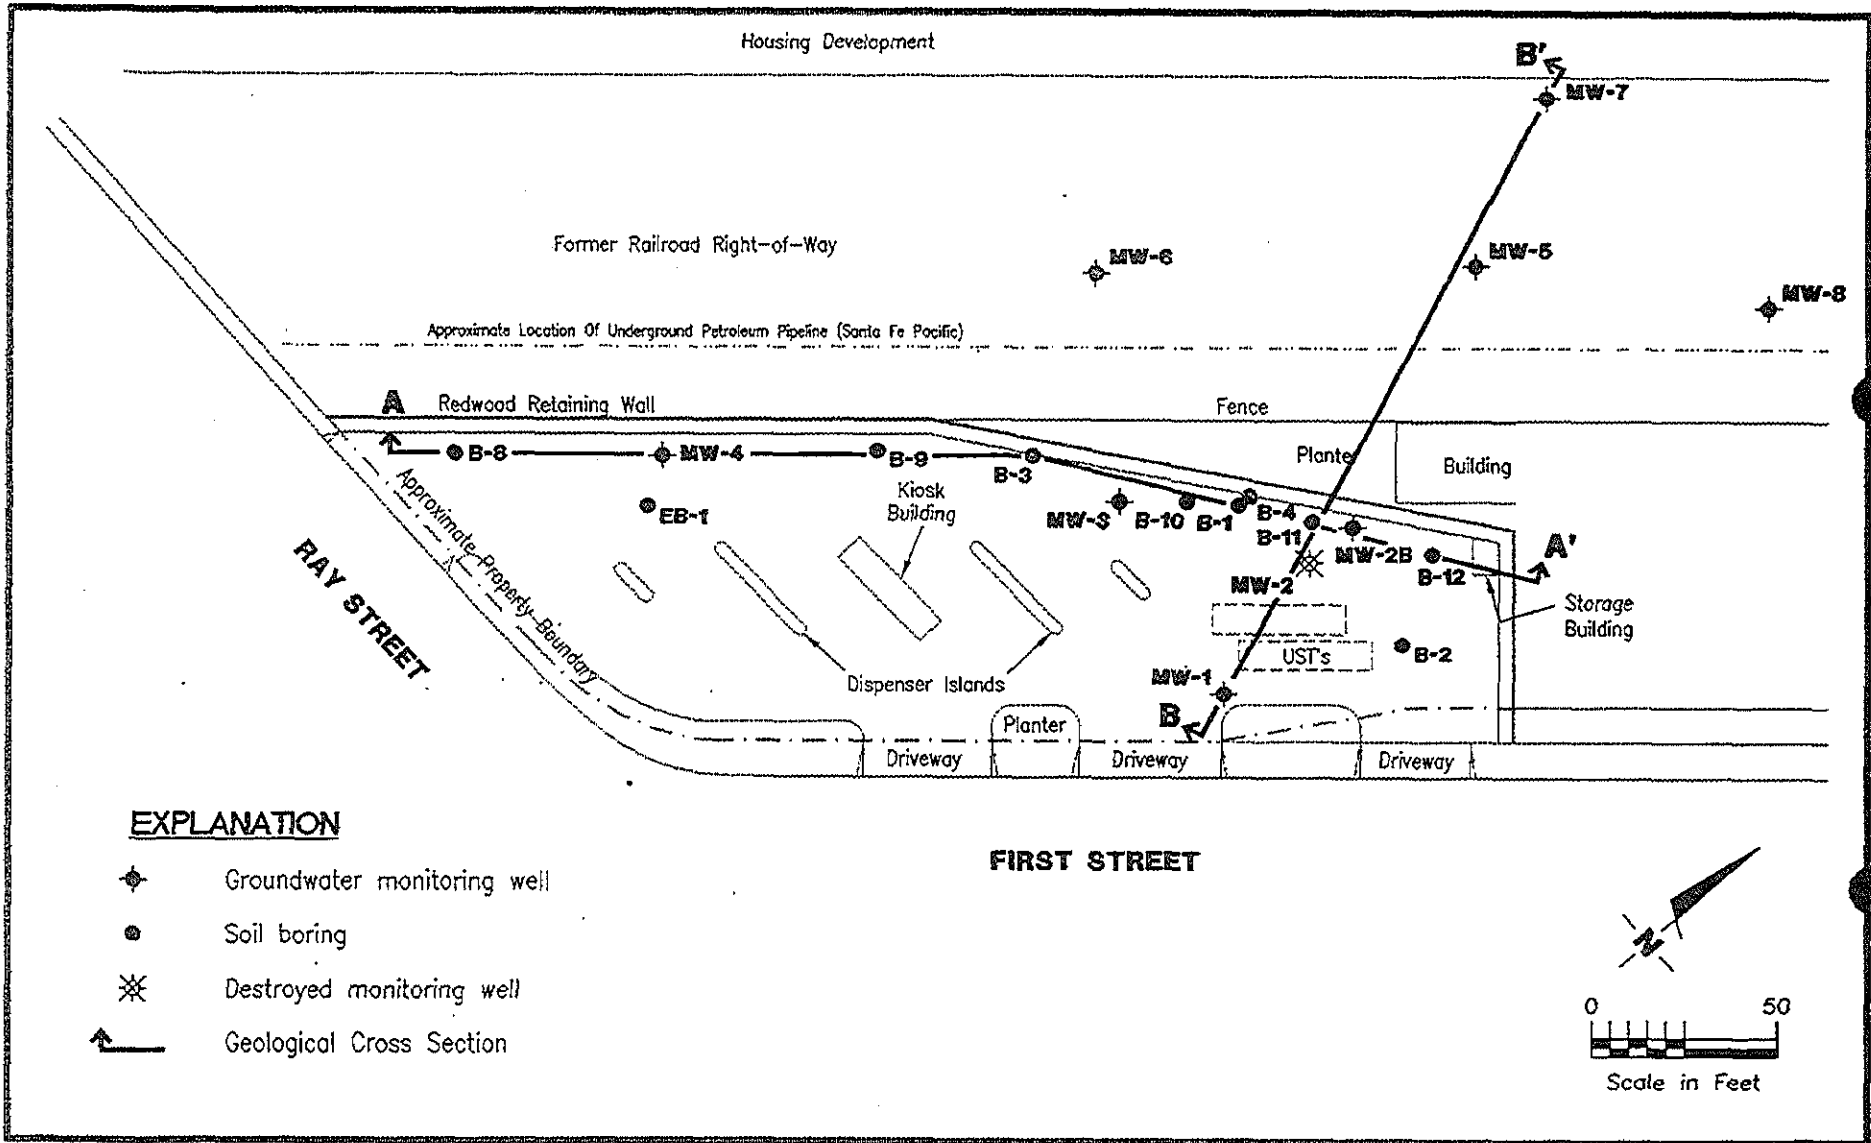 Housing Development
B'
MW-7
Former Railroad Right-of-Way
MW-6
MW-5
MW-8
Approximate Location Of Underground Petroleum Pipeline (Santa Fe Pacific)
A
Redwood Retaining Wall
Fence
B-8
MW-4
B-9
B-3
Plante
Building
Kiosk
Building
EB-1
MW-3
B-10
B-1
B-4
B-11
MW-2B
B-12
A'
MW-2
Storage
Building
Approximate Property Boundary
RAY STREET
UST's
B-2
MW-1
Dispenser Islands
B
Planter
Driveway
Driveway
Driveway
EXPLANATION
Groundwater monitoring well
Soil boring
Destroyed monitoring well
Geological Cross Section
FIRST STREET
N
0 50
Scale in Feet